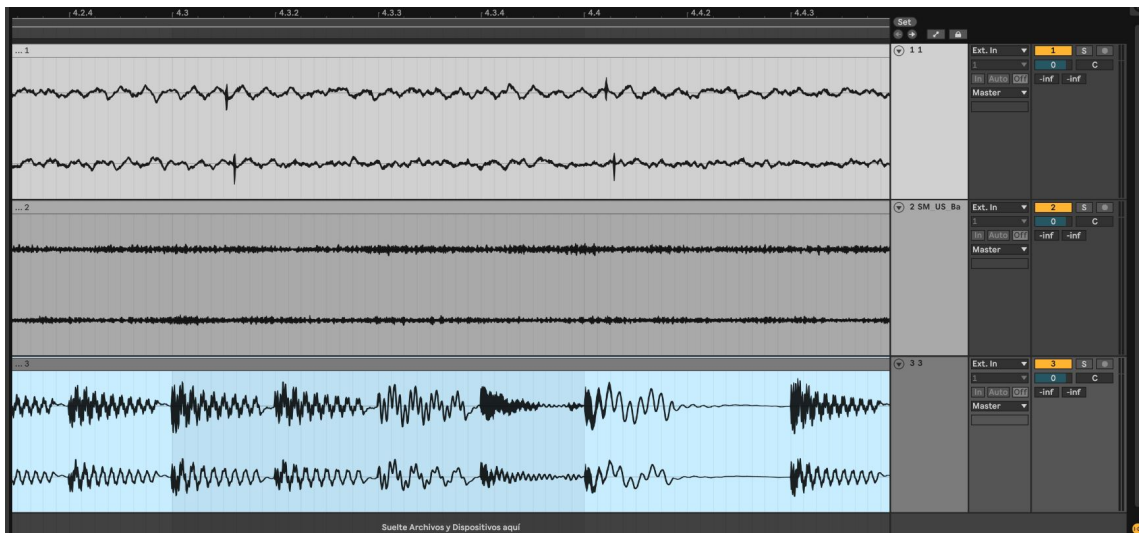 4.2.4 4.3 4.3.2 4.3.3 4.3.4 4.4 4.4.2 4.4.3
Set
... 1
1 1
Ext. In 1 S
1 0 C
In Auto Off -inf -inf
Master
... 2
2 SM_US_Ba
Ext. In 2 S
1 0 C
In Auto Off -inf -inf
Master
... 3
3 3
Ext. In 3 S
1 0 C
In Auto Off -inf -inf
Master
Suelte Archivos y Dispositivos aquí